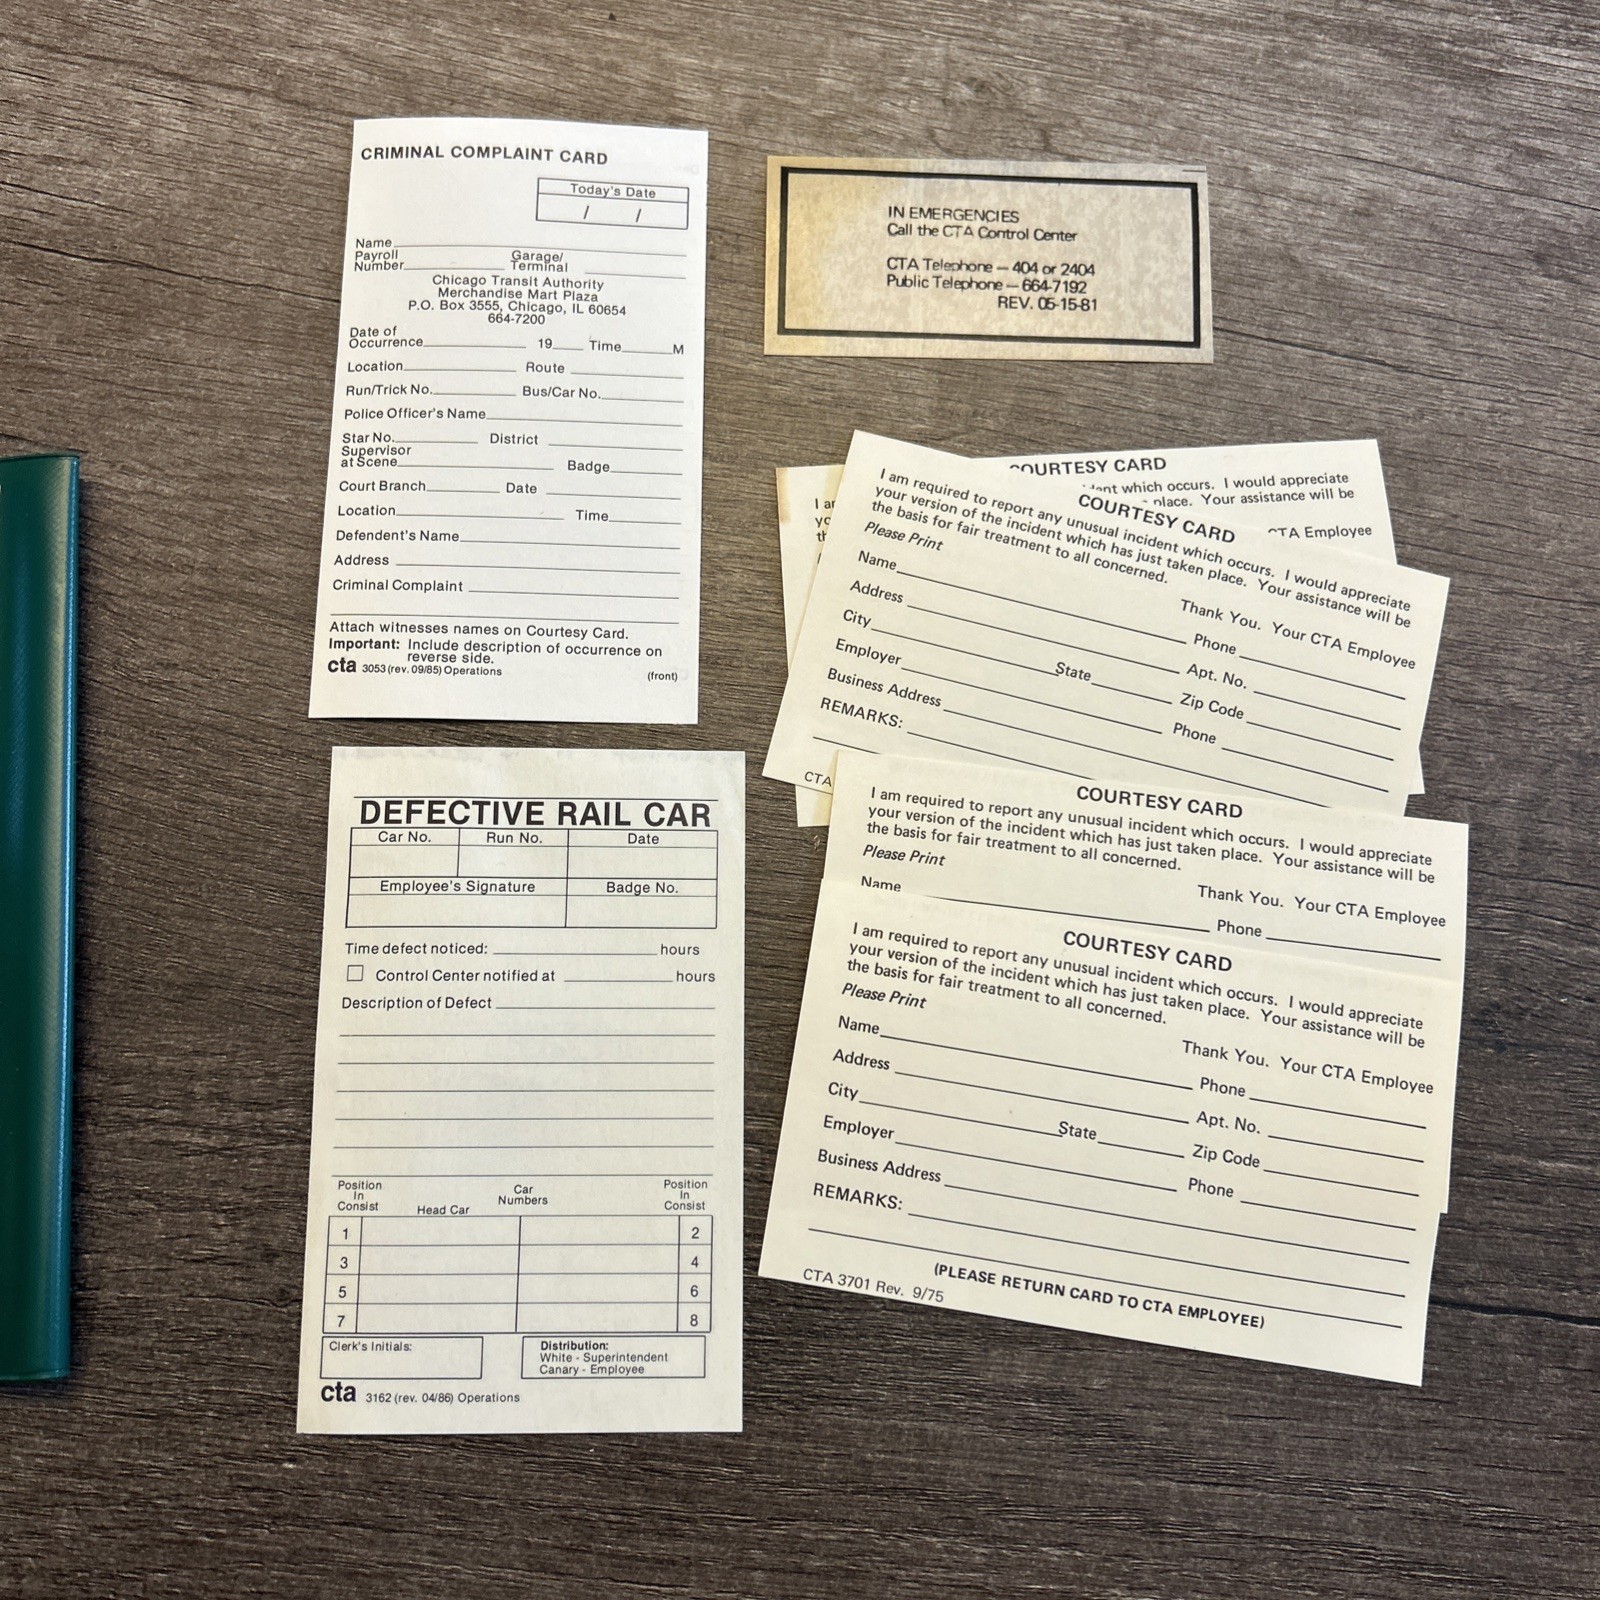 CRIMINAL COMPLAINT CARD
Today's Date
/ /
Name
Payroll Number Garage/ Terminal
Chicago Transit Authority
Merchandise Mart Plaza
P.O. Box 3555, Chicago, IL 60654
664-7200
Date of Occurrence 19 Time M
Location Route
Run/Trick No. Bus/Car No.
Police Officer's Name
Star No. District
Supervisor at Scene Badge
Court Branch Date
Location Time
Defendent's Name
Address
Criminal Complaint
Attach witnesses names on Courtesy Card.
Important: Include description of occurrence on
reverse side.
cta 3053 (rev. 09/85) Operations
(front)
IN EMERGENCIES
Call the CTA Control Center
CTA Telephone — 404 or 2404
Public Telephone — 664-7192
REV. 05-15-81
COURTESY CARD
which occurs. I would appreciate
place. Your assistance will be
CTA Employee
I
COURTESY CARD
I am required to report any unusual incident which occurs. I would appreciate
your version of the incident which has just taken place. Your assistance will be
the basis for fair treatment to all concerned.
Please Print
Thank You. Your CTA Employee
Name Phone
Address Apt. No.
City State Zip Code
Employer Phone
Business Address
REMARKS:
CTA
COURTESY CARD
I am required to report any unusual incident which occurs. I would appreciate
your version of the incident which has just taken place. Your assistance will be
the basis for fair treatment to all concerned.
Please Print
Thank You. Your CTA Employee
Name Phone
COURTESY CARD
I am required to report any unusual incident which occurs. I would appreciate
your version of the incident which has just taken place. Your assistance will be
the basis for fair treatment to all concerned.
Please Print
Thank You. Your CTA Employee
Name Phone
Address Apt. No.
City State Zip Code
Employer Phone
Business Address
REMARKS:
(PLEASE RETURN CARD TO CTA EMPLOYEE)
CTA 3701 Rev. 9/75
DEFECTIVE RAIL CAR
Car No. Run No. Date
Employee's Signature Badge No.
Time defect noticed: hours
Control Center notified at hours
Description of Defect
Position In Consist Head Car Car Numbers Position In Consist
1 2
3 4
5 6
7 8
Clerk's Initials:
Distribution:
White - Superintendent
Canary - Employee
cta 3162 (rev. 04/86) Operations